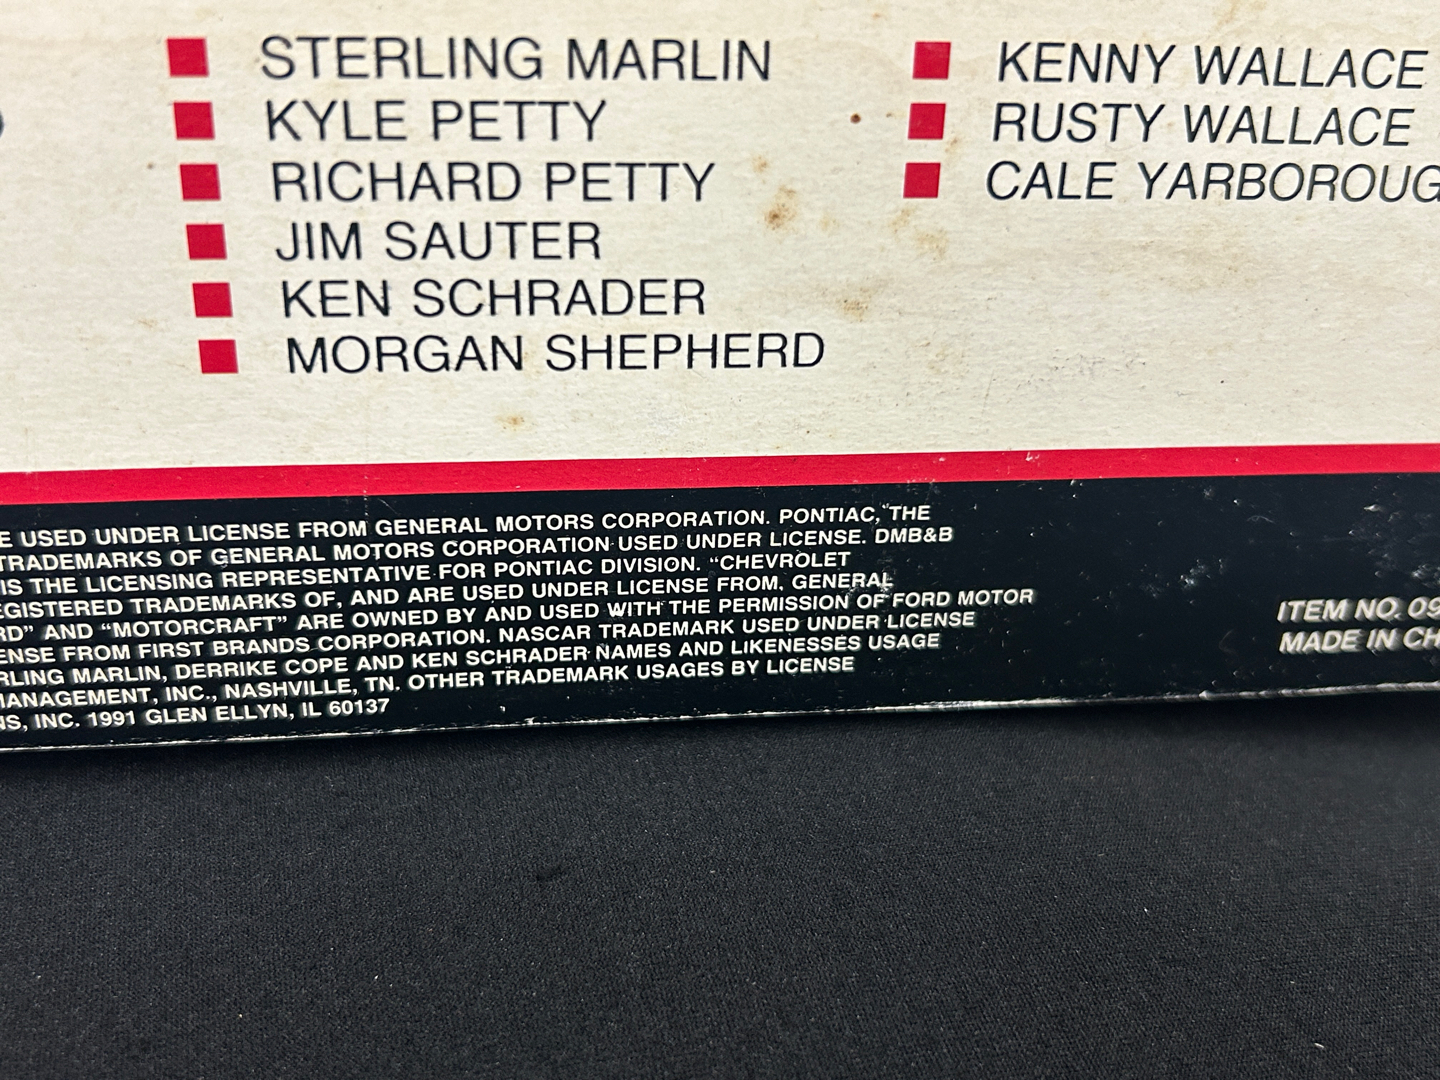 STERLING MARLIN
KYLE PETTY
RICHARD PETTY
JIM SAUTER
KEN SCHRADER
MORGAN SHEPHERD
KENNY WALLACE
RUSTY WALLACE
CALE YARBOROUG
E USED UNDER LICENSE FROM GENERAL MOTORS CORPORATION. PONTIAC, "THE
TRADEMARKS OF GENERAL MOTORS CORPORATION USED UNDER LICENSE. DMB&B
IS THE LICENSING REPRESENTATIVE FOR PONTIAC DIVISION. "CHEVROLET
EGISTERED TRADEMARKS OF, AND ARE USED UNDER LICENSE FROM, GENERAL
RD" AND "MOTORCRAFT" ARE OWNED BY AND USED WITH THE PERMISSION OF FORD MOTOR
ENSE FROM FIRST BRANDS CORPORATION. NASCAR TRADEMARK USED UNDER LICENSE
RLING MARLIN, DERRIKE COPE AND KEN SCHRADER NAMES AND LIKENESSES USAGE
MANAGEMENT, INC., NASHVILLE, TN. OTHER TRADEMARK USAGES BY LICENSE
NS, INC. 1991 GLEN ELLYN, IL 60137
ITEM NO. 09
MADE IN CH